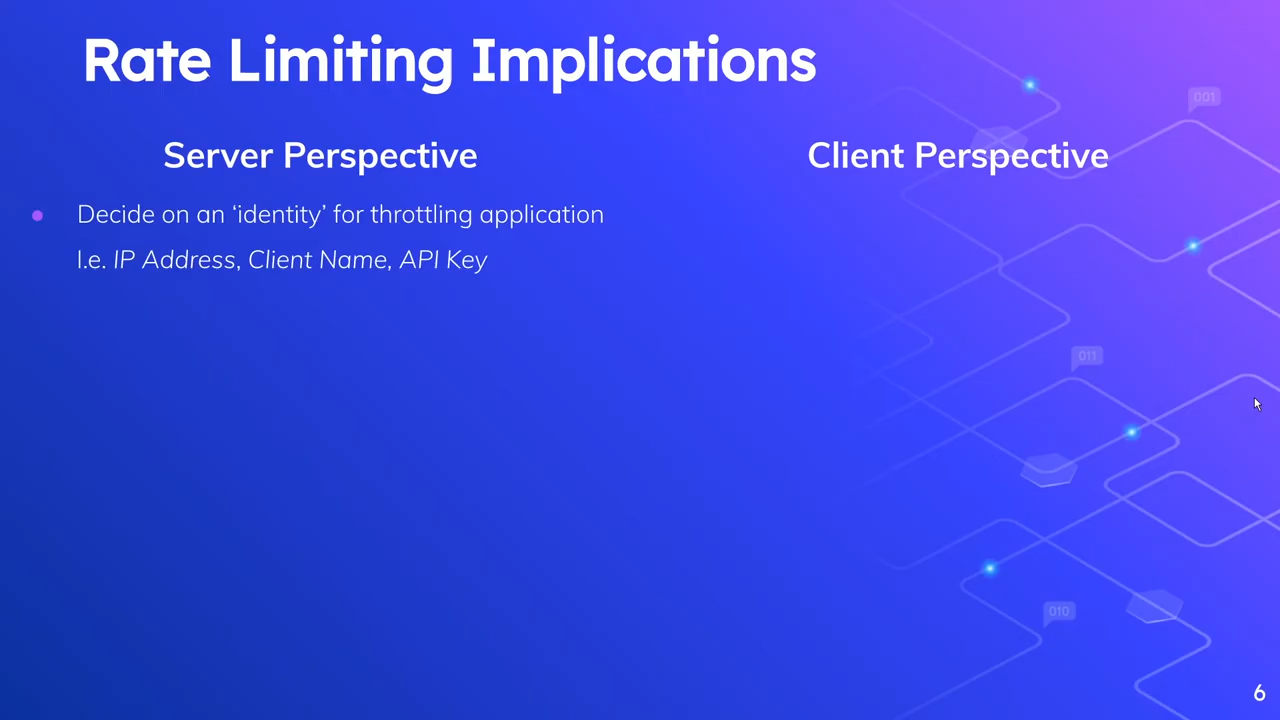 Rate Limiting Implications
Server Perspective
Client Perspective
Decide on an ‘identity’ for throttling application
I.e. IP Address, Client Name, API Key
001
011
010
6